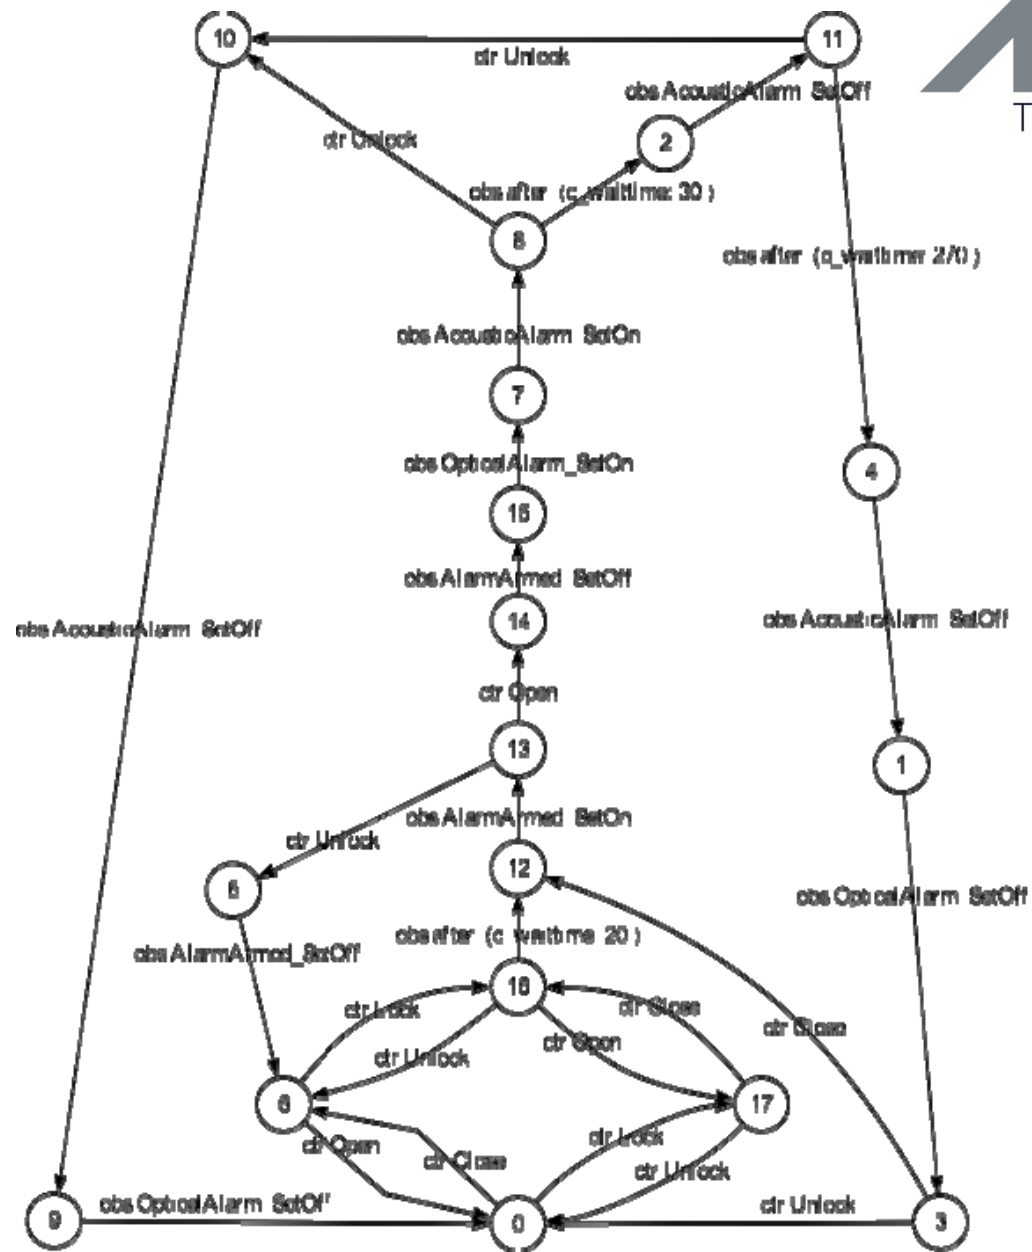 10
11
ctr Unlock
obs AcousticAlarm_SetOff
ctr Unlock
2
obs after (c_waittime: 30 )
8
obs after (c_waittime: 270 )
obs AcousticAlarm_SetOn
7
obs OpticalAlarm_SetOn
4
15
obs AlarmArmed_SetOff
14
obs AcousticAlarm_SetOff
obs AcousticAlarm_SetOff
ctr Open
13
1
obs AlarmArmed_SetOn
ctr Unlock
12
5
obs OpticalAlarm_SetOff
obs after (c_waittime: 20 )
obs AlarmArmed_SetOff
16
ctr Lock
ctr Close
ctr Close
ctr Open
ctr Unlock
6
17
ctr Lock
ctr Open
ctr Close
ctr Unlock
obs OpticalAlarm_SetOff
ctr Unlock
9
0
3